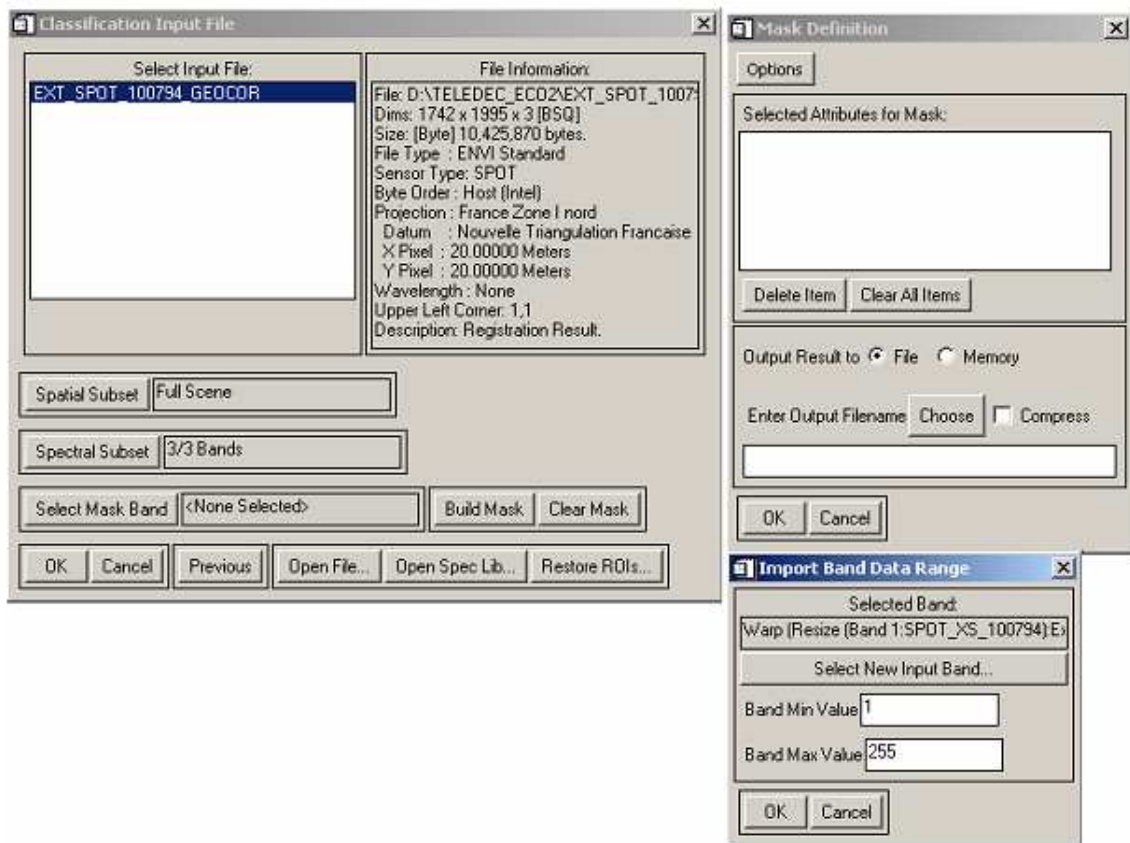 Classification Input File
Select Input File:
EXT_SPOT_100794_GEOCOR
File Information:
File: D:\TELEDEC_ECO2\EXT_SPOT_1007
Dims: 1742 x 1995 x 3 [BSQ]
Size: [Byte] 10,425,870 bytes.
File Type : ENVI Standard
Sensor Type: SPOT
Byte Order : Host (Intel)
Projection : France Zone I nord
Datum : Nouvelle Triangulation Francaise
X Pixel : 20.00000 Meters
Y Pixel : 20.00000 Meters
Wavelength : None
Upper Left Corner: 1,1
Description: Registration Result.
Spatial Subset Full Scene
Spectral Subset 3/3 Bands
Select Mask Band <None Selected> Build Mask Clear Mask
OK Cancel Previous Open File... Open Spec Lib... Restore ROIs...
Mask Definition
Options
Selected Attributes for Mask:
Delete Item Clear All Items
Output Result to File Memory
Enter Output Filename Choose Compress
OK Cancel
Import Band Data Range
Selected Band:
Warp (Resize (Band 1:SPOT_XS_100794):Ex
Select New Input Band...
Band Min Value 1
Band Max Value 255
OK Cancel